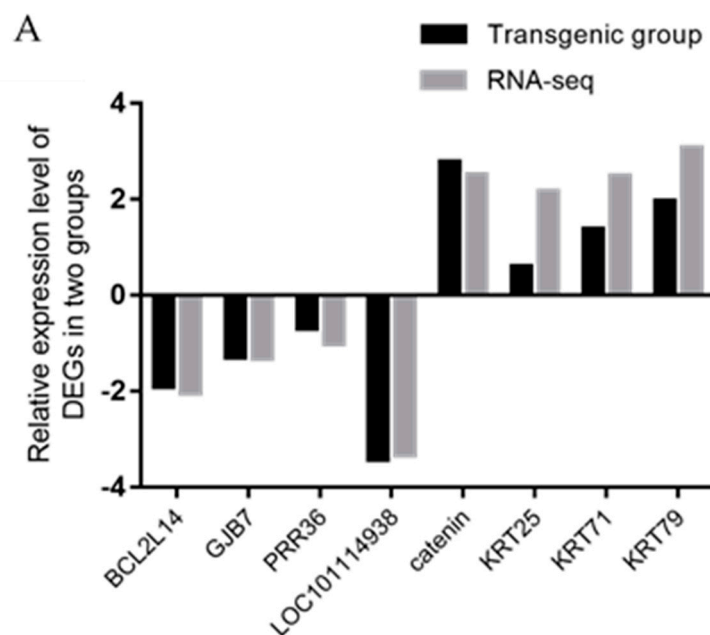 A
Transgenic group
RNA-seq
Relative expression level of
DEGs in two groups
4
2
0
-2
-4
BCL2L14
GJB7
PRR36
LOC101114938
catenin
KRT25
KRT71
KRT79